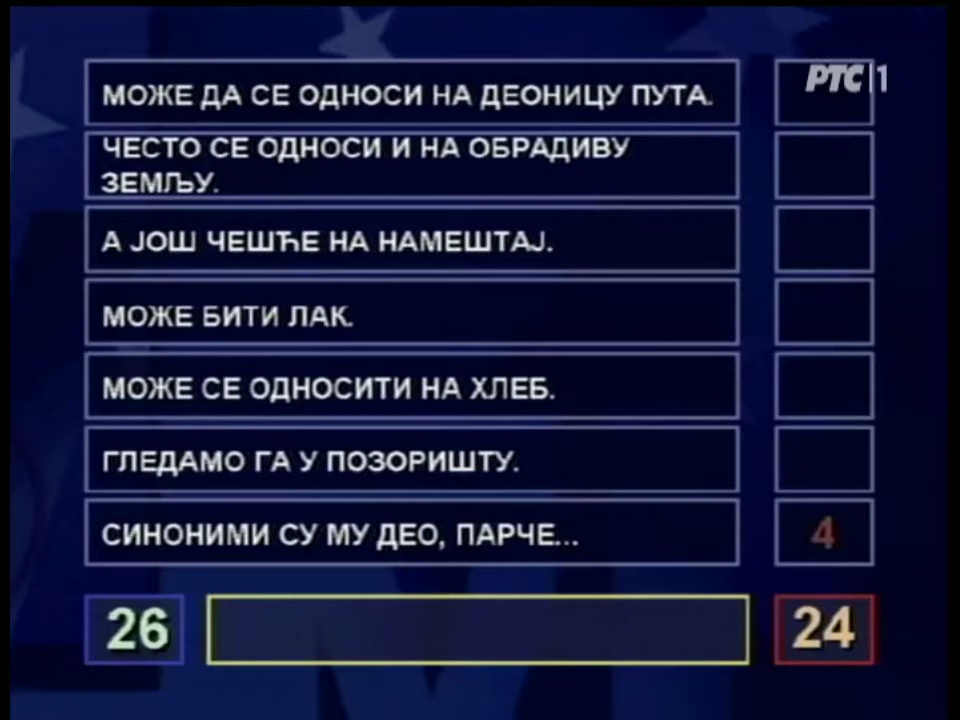 РТС|1
МОЖЕ ДА СЕ ОДНОСИ НА ДЕОНИЦУ ПУТА.
ЧЕСТО СЕ ОДНОСИ И НА ОБРАДИВУ
ЗЕМЉУ.
А ЈОШ ЧЕШЋЕ НА НАМЕШТАЈ.
МОЖЕ БИТИ ЛАК.
МОЖЕ СЕ ОДНОСИТИ НА ХЛЕБ.
ГЛЕДАМО ГА У ПОЗОРИШТУ.
СИНОНИМИ СУ МУ ДЕО, ПАРЧЕ... 4
26 24